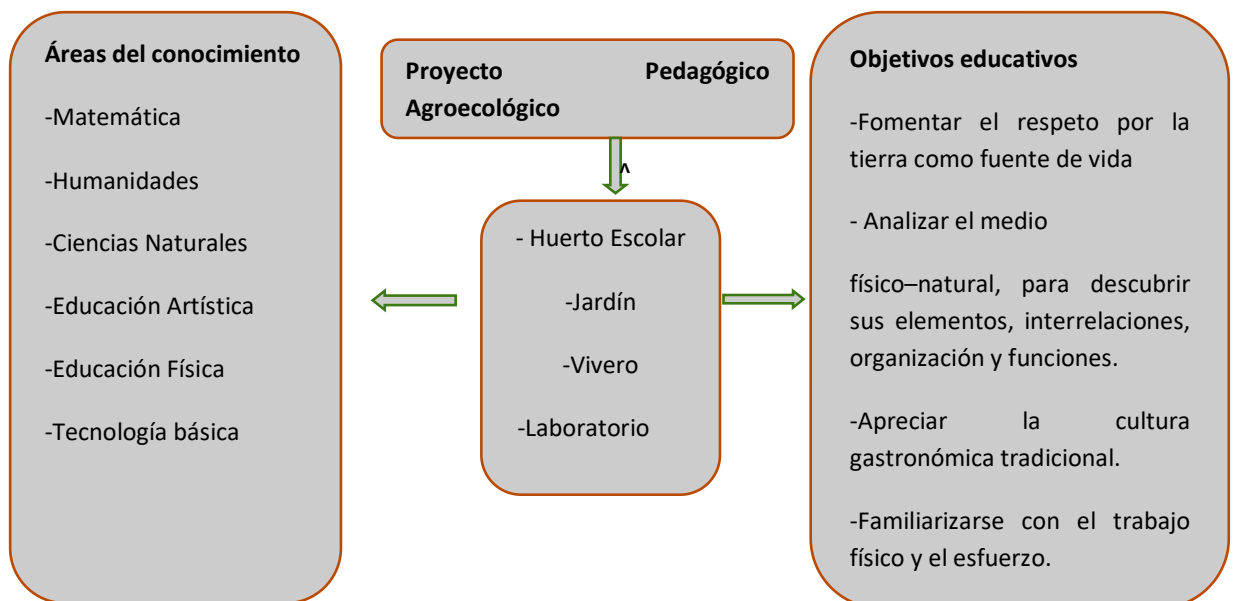 Áreas del conocimiento
-Matemática
-Humanidades
-Ciencias Naturales
-Educación Artística
-Educación Física
-Tecnología básica
Proyecto Pedagógico
Agroecológico
^
- Huerto Escolar
-Jardín
-Vivero
-Laboratorio
Objetivos educativos
-Fomentar el respeto por la
tierra como fuente de vida
- Analizar el medio
físico–natural, para descubrir
sus elementos, interrelaciones,
organización y funciones.
-Apreciar la cultura
gastronómica tradicional.
-Familiarizarse con el trabajo
físico y el esfuerzo.